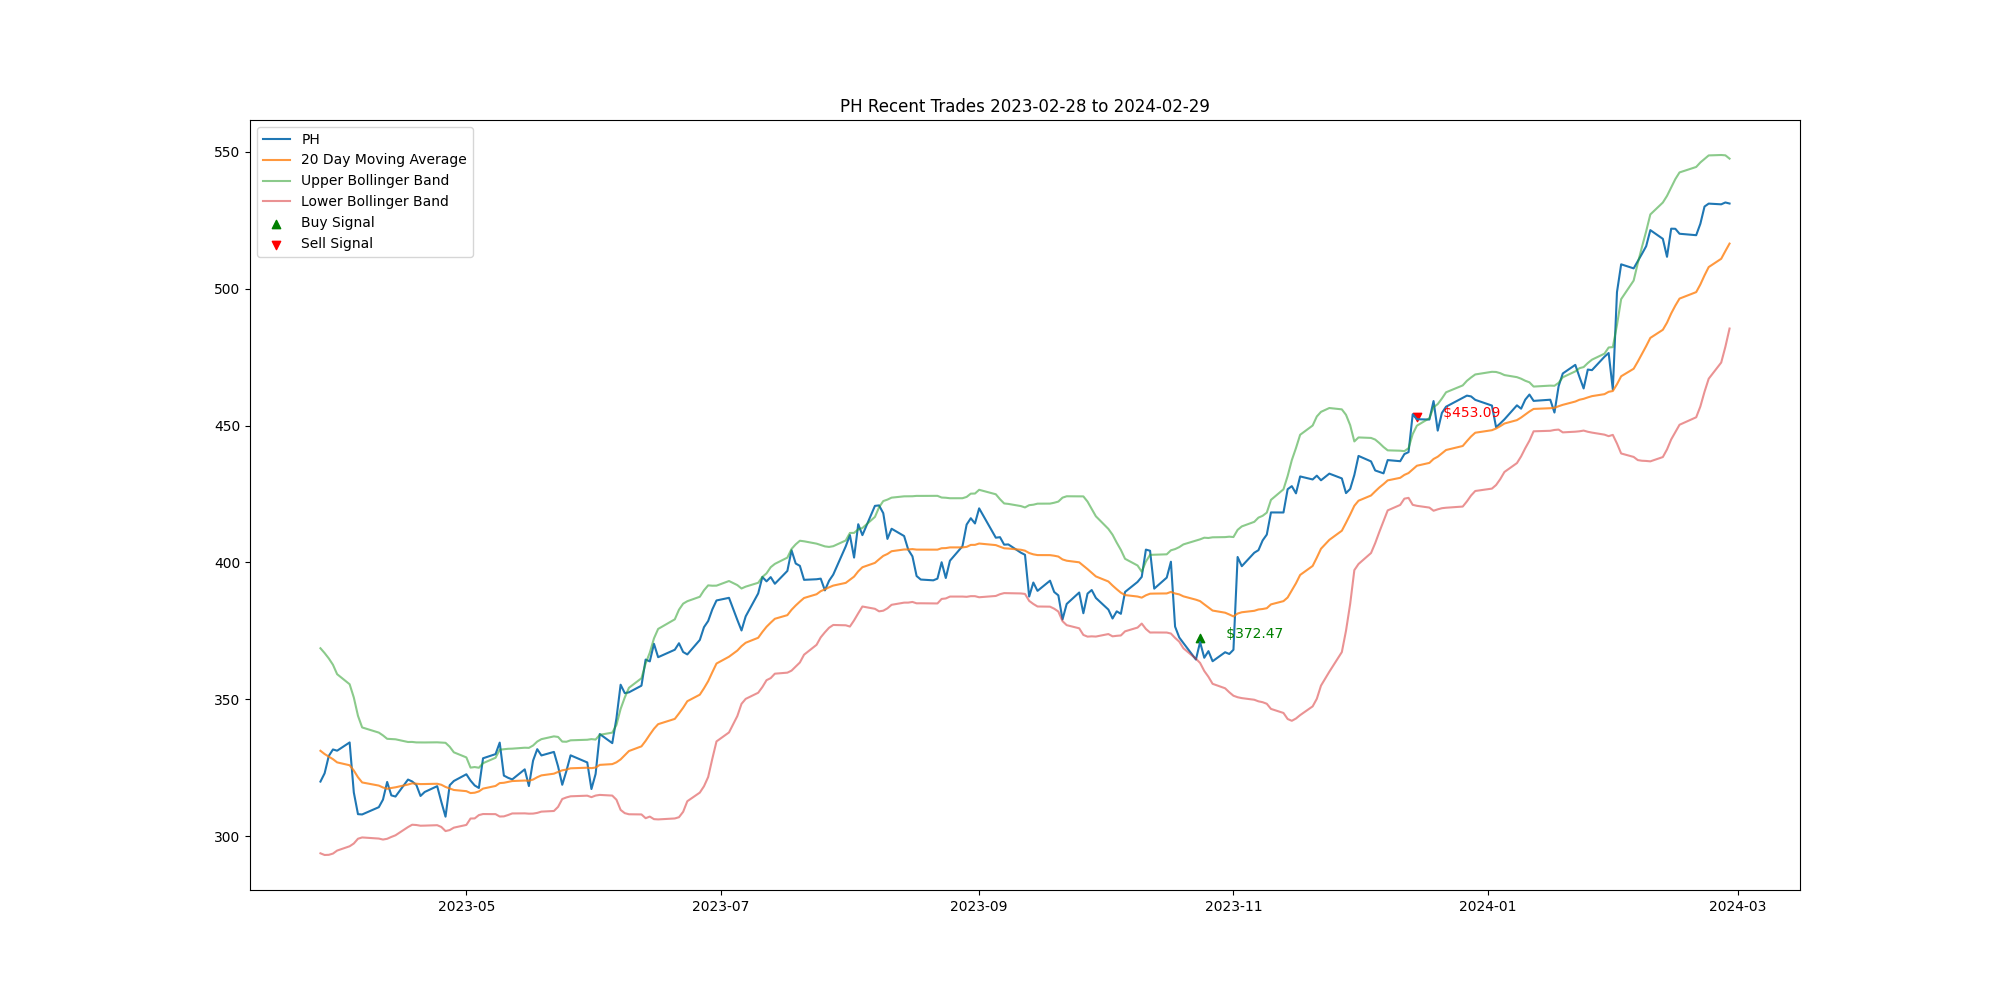 PH Recent Trades 2023-02-28 to 2024-02-29
PH
20 Day Moving Average
Upper Bollinger Band
Lower Bollinger Band
Buy Signal
Sell Signal
550
500
450
400
350
300
$453.09
$372.47
2023-05
2023-07
2023-09
2023-11
2024-01
2024-03